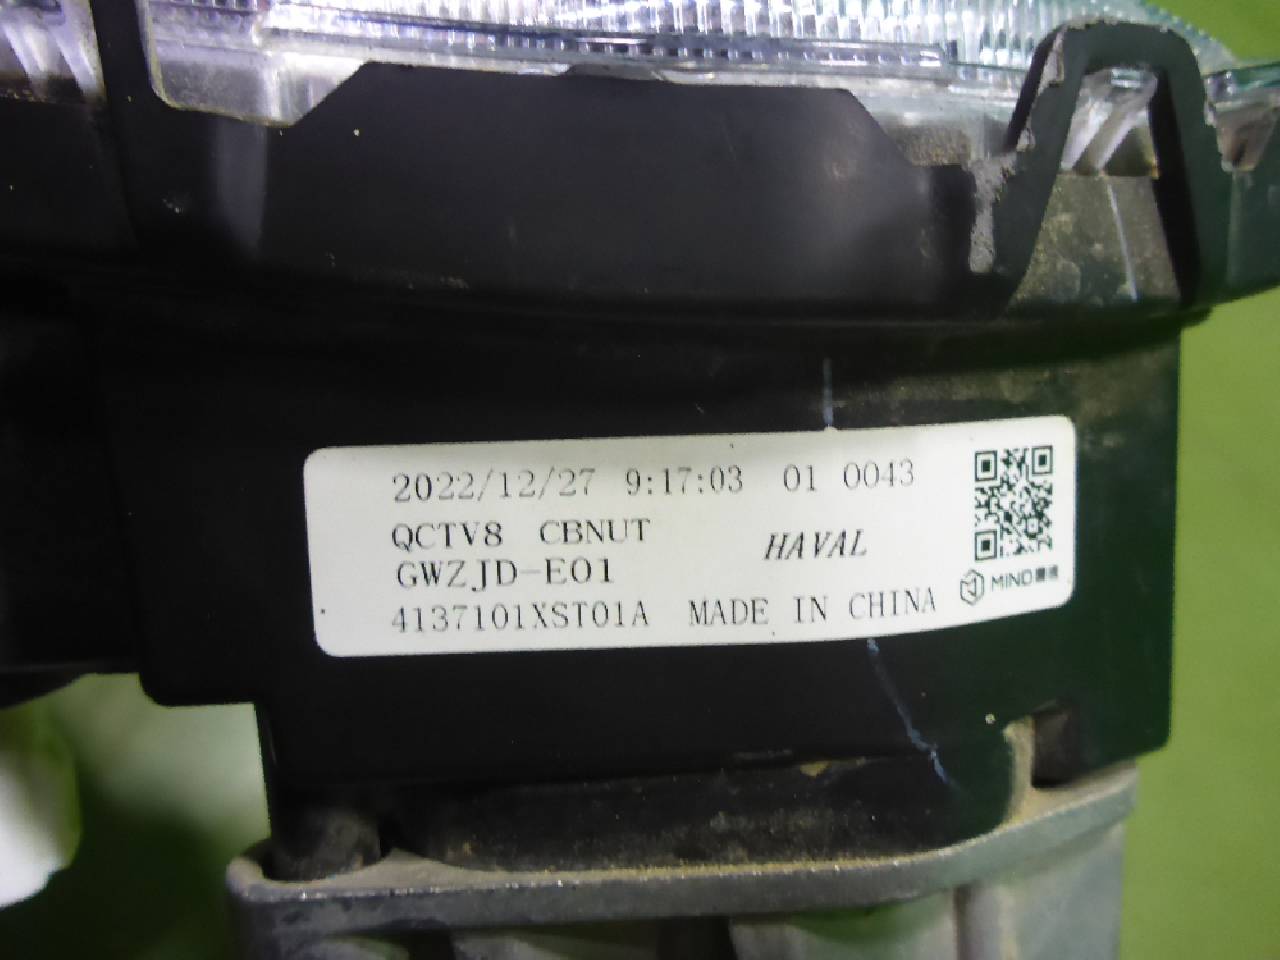 2022/12/27 9:17:03 01 0043
QCTV8 CBNUT
HAVAL
GWZJD-E01
4137101XST01A MADE IN CHINA
MIND